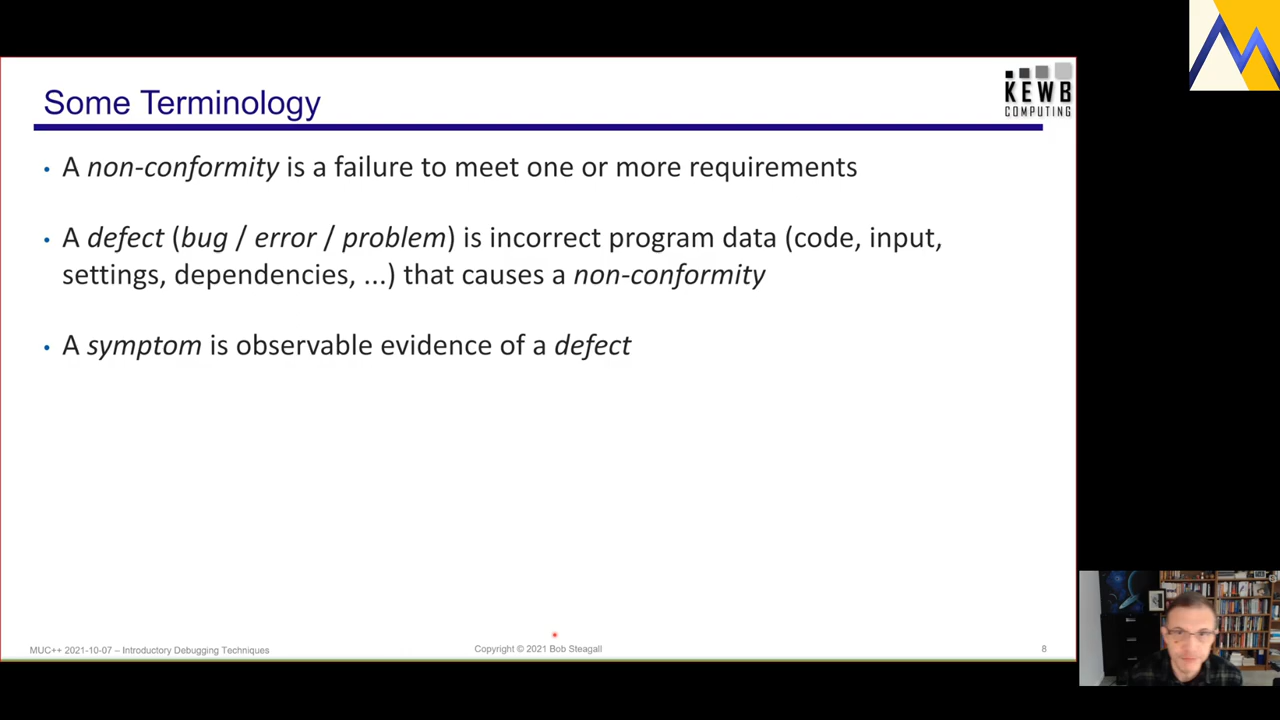 Some Terminology
KEWB
COMPUTING
• A non-conformity is a failure to meet one or more requirements
• A defect (bug / error / problem) is incorrect program data (code, input,
settings, dependencies, ...) that causes a non-conformity
• A symptom is observable evidence of a defect
MUC++ 2021-10-07 – Introductory Debugging Techniques
Copyright © 2021 Bob Steagall
8